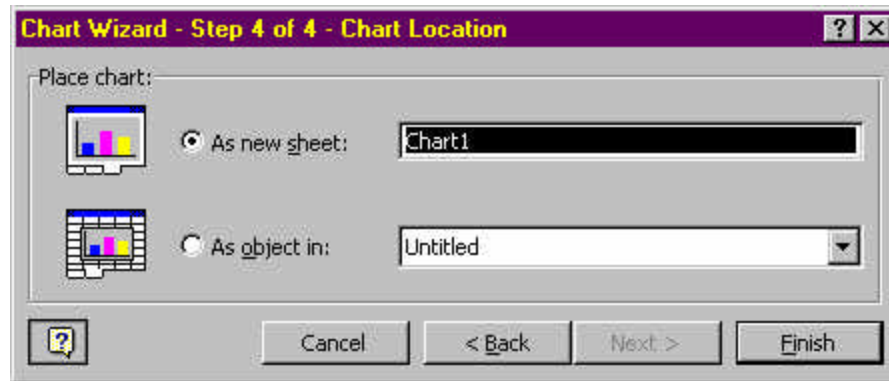 Chart Wizard - Step 4 of 4 - Chart Location ? ×
Place chart:
As new sheet: Chart1
As object in: Untitled
? Cancel < Back Next > Finish